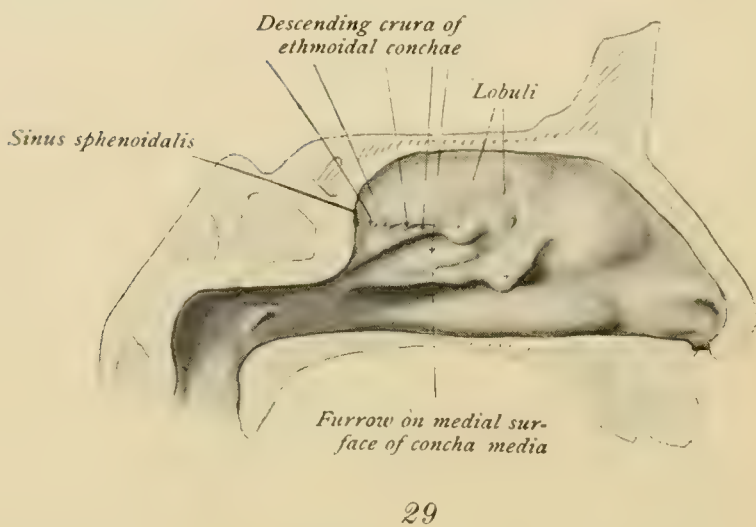 Descending crura of
ethmoidal conchae
Lobuli
Sinus sphenoidalis
Furrow on medial sur-
face of concha media
29